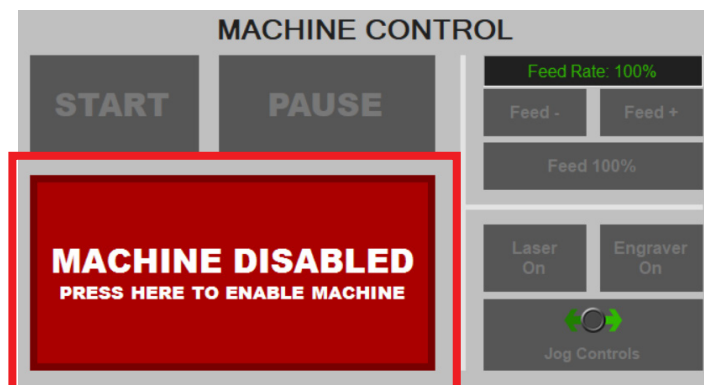 MACHINE CONTROL
START
PAUSE
MACHINE DISABLED
PRESS HERE TO ENABLE MACHINE
Feed Rate: 100%
Feed -
Feed +
Feed 100%
Laser
On
Engraver
On
Jog Controls